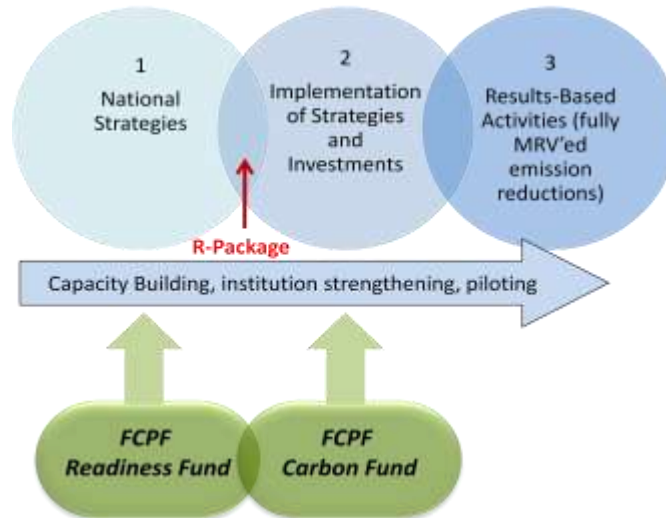 1
National
Strategies
2
Implementation
of Strategies
and
Investments
3
Results-Based
Activities (fully
MRV'ed
emission
reductions)
R-Package
Capacity Building, institution strengthening, piloting
FCPF
Readiness Fund
FCPF
Carbon Fund